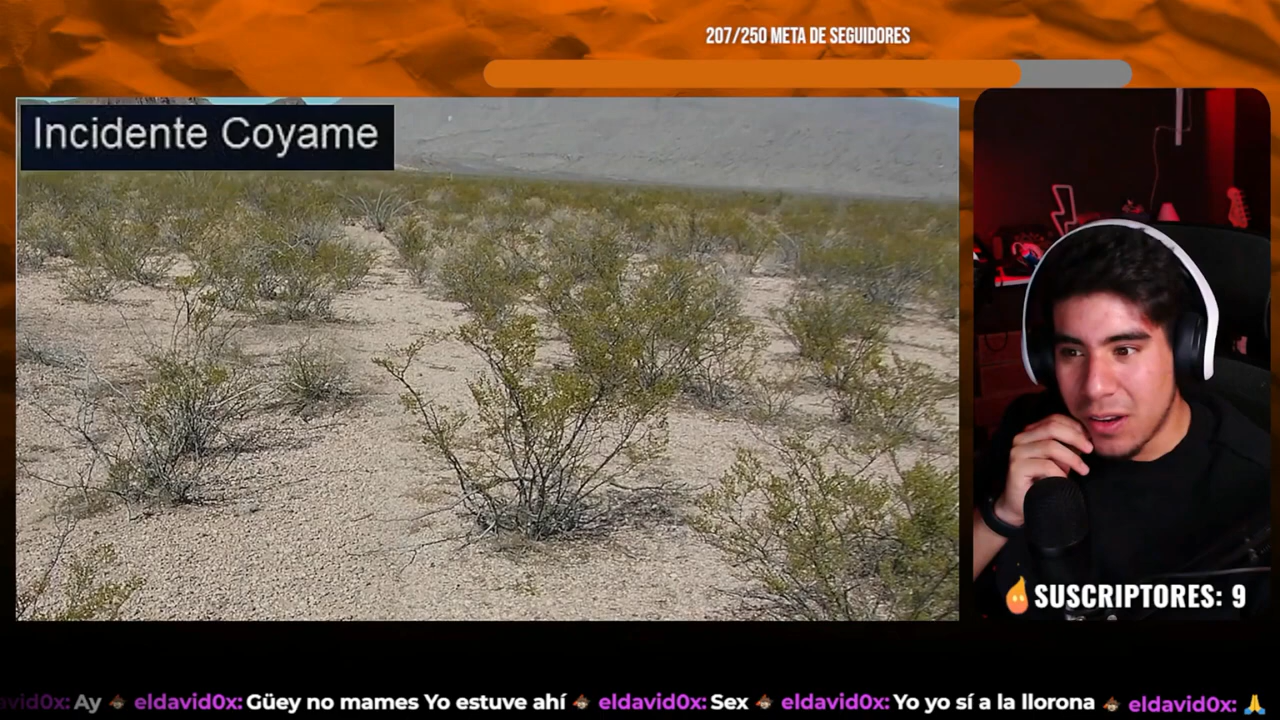 207/250 META DE SEGUIDORES
Incidente Coyame
SUSCRIPTORES: 9
avid0x: Ay eldavid0x: Güey no mames Yo estuve ahí eldavid0x: Sex eldavid0x: Yo yo sí a la llorona eldavid0x: 🙏